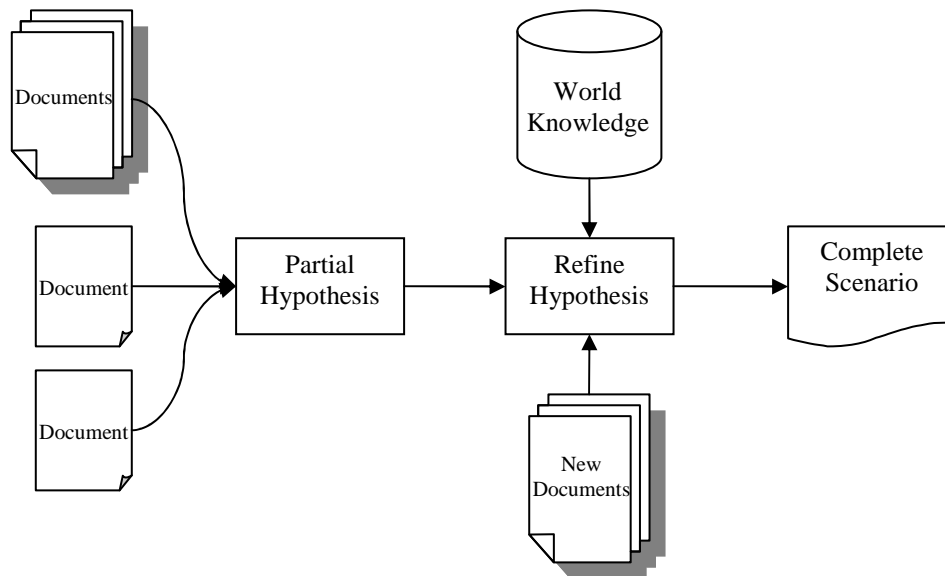 Documents
World
Knowledge
Document
Partial
Hypothesis
Refine
Hypothesis
Complete
Scenario
Document
New
Documents